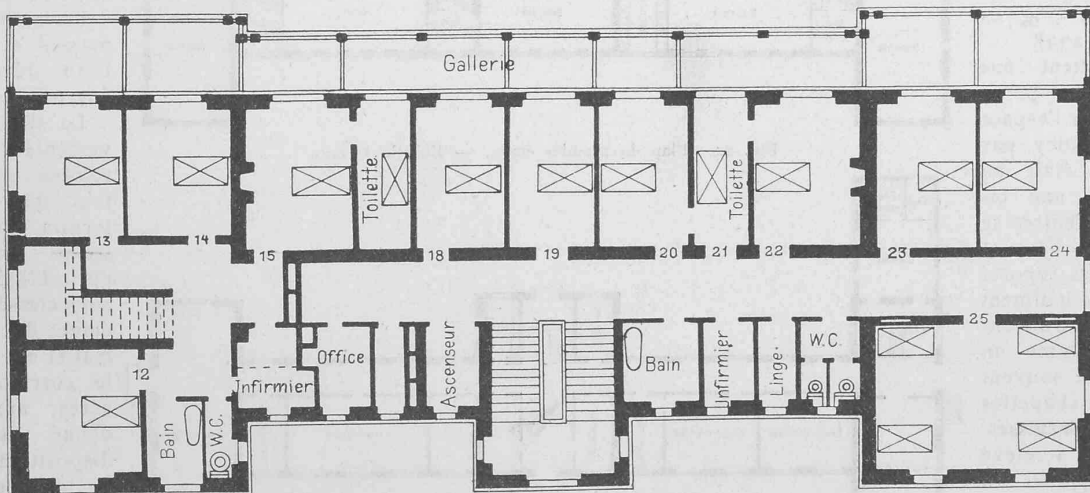 Gallerie
Toilette
Toilette
13
14
15
18
19
20
21
22
23
24
25
12
Infirmier
Office
Ascenseur
Bain
Infirmier
Linge.
W.C.
Bain
W.C.